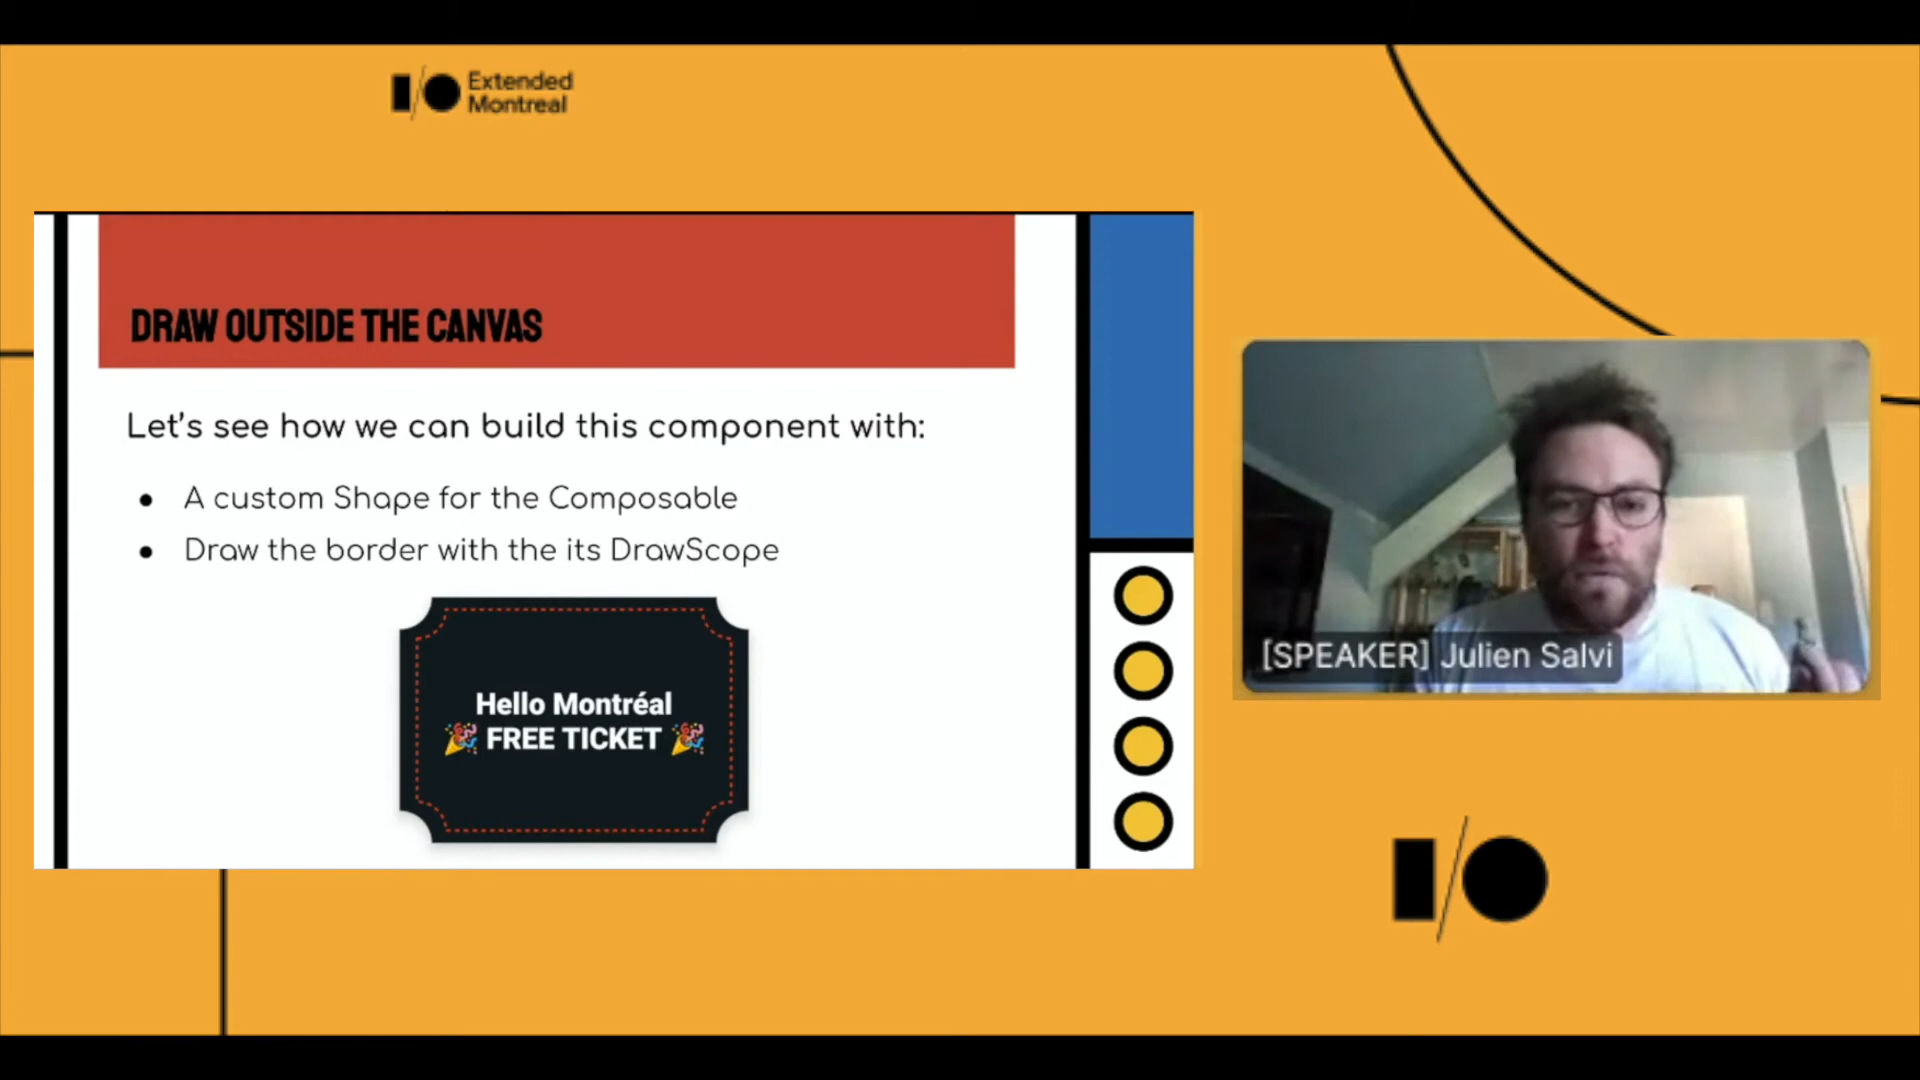 Extended
Montreal
DRAW OUTSIDE THE CANVAS
Let's see how we can build this component with:
● A custom Shape for the Composable
● Draw the border with the its DrawScope
Hello Montréal
🎉 FREE TICKET 🎉
[SPEAKER] Julien Salvi